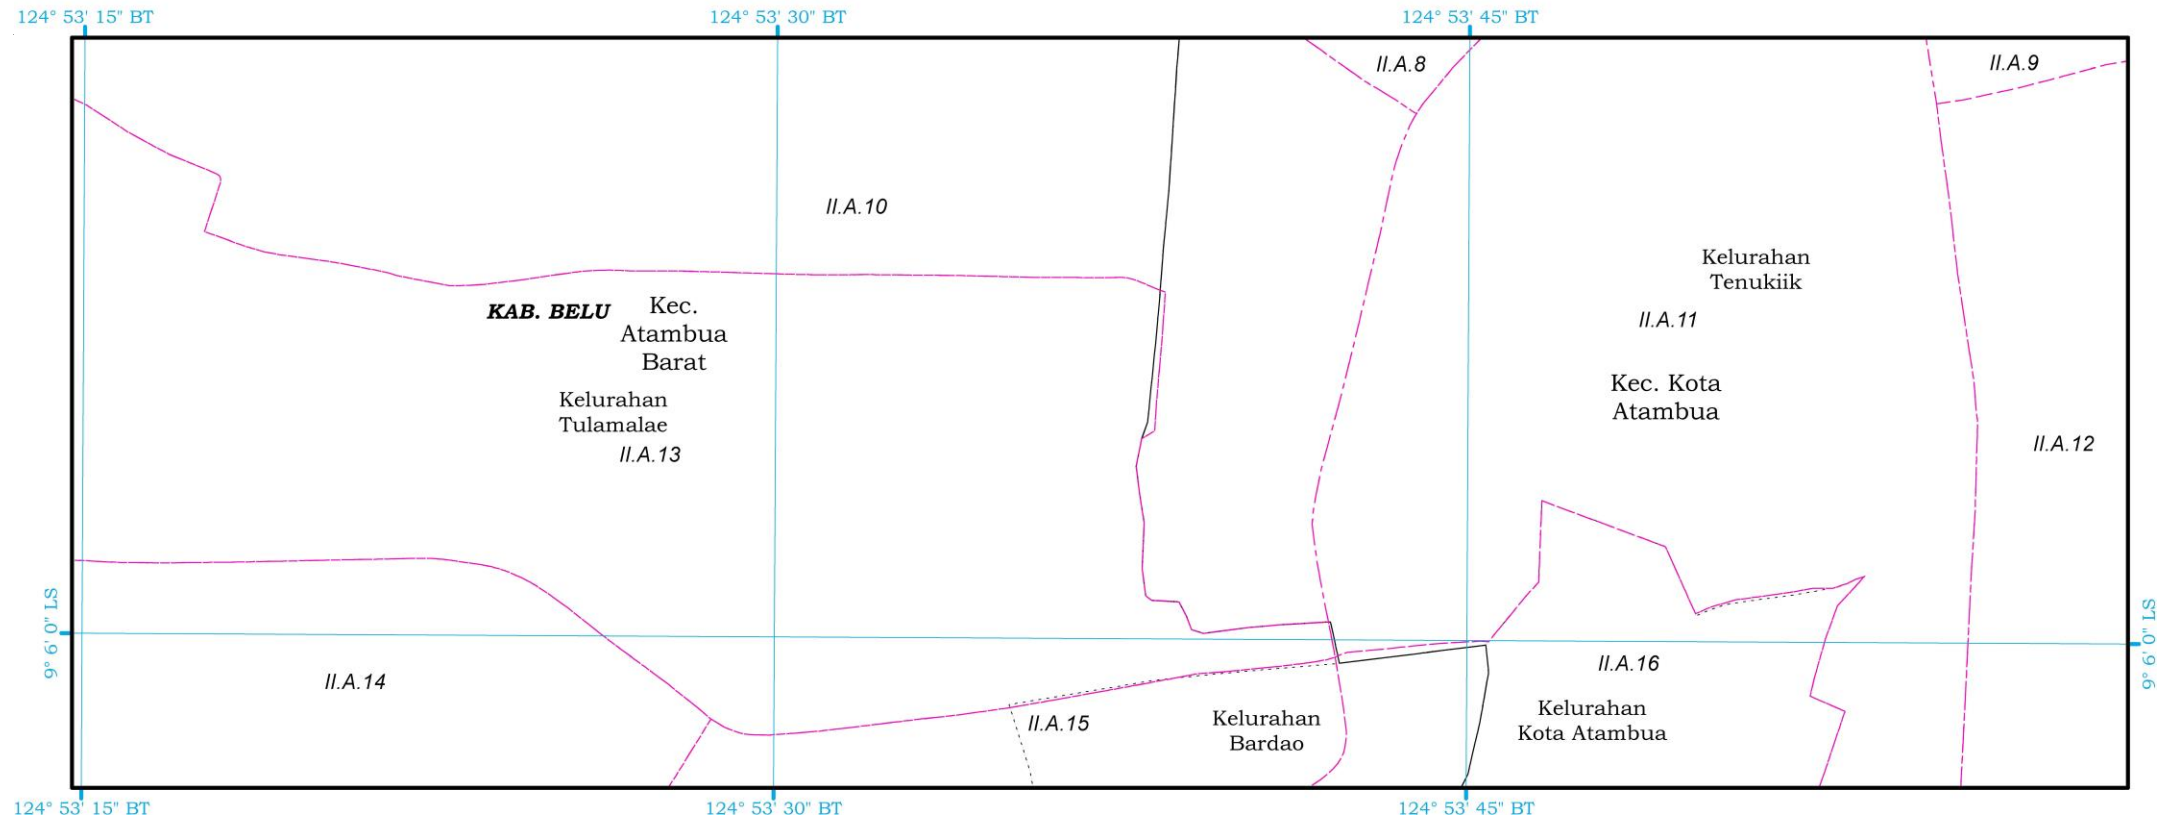 124° 53' 15" BT
124° 53' 30" BT
124° 53' 45" BT
II.A.8
II.A.9
II.A.10
Kelurahan
Tenukiik
II.A.11
KAB. BELU
Kec.
Atambua
Barat
Kec. Kota
Atambua
Kelurahan
Tulamalae
II.A.13
II.A.12
9° 6' 0" LS
9° 6' 0" LS
II.A.14
II.A.16
II.A.15
Kelurahan
Bardao
Kelurahan
Kota Atambua
124° 53' 15" BT
124° 53' 30" BT
124° 53' 45" BT